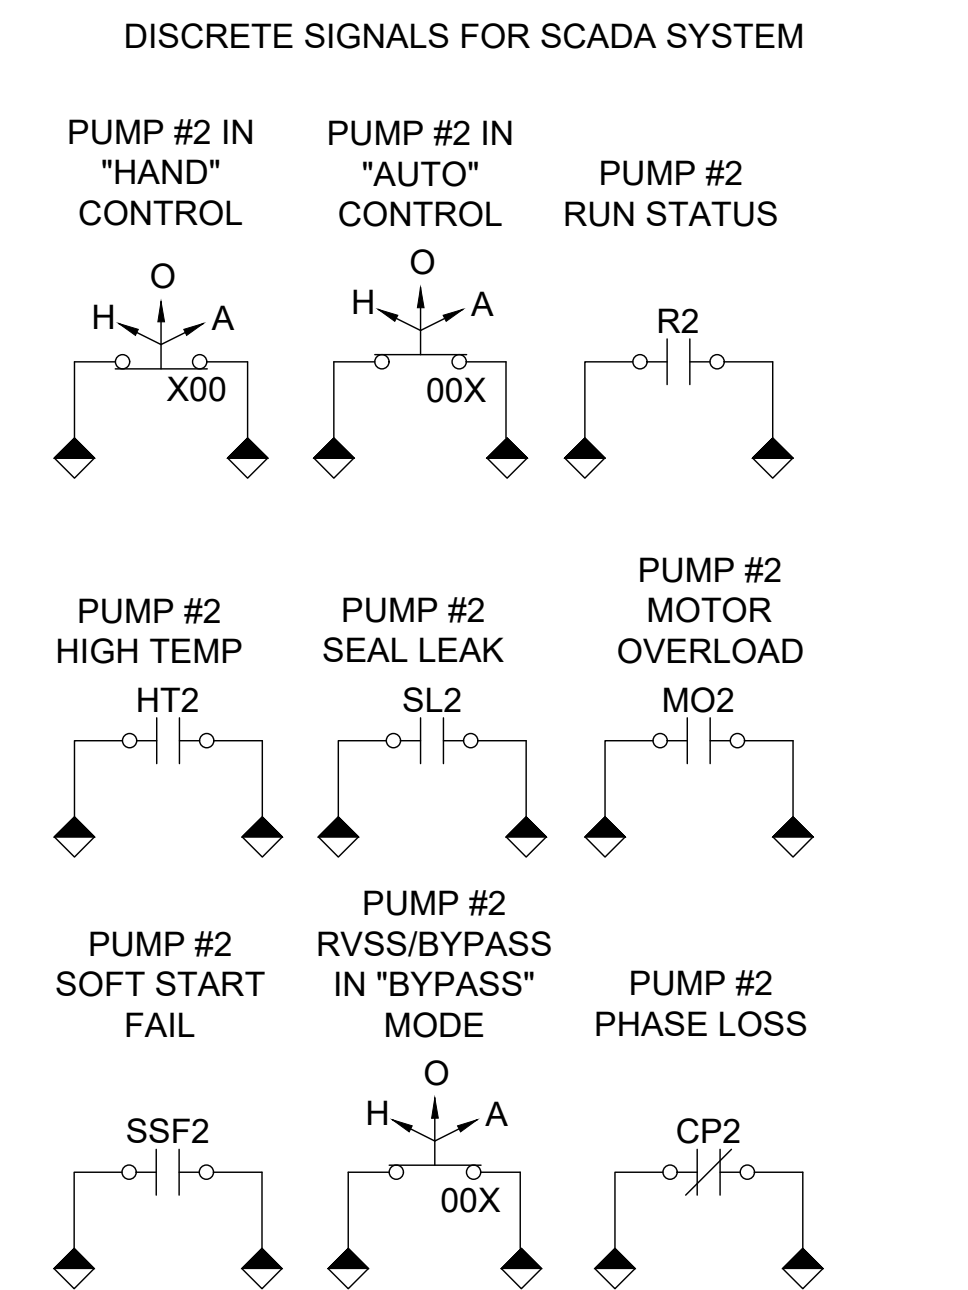 DISCRETE SIGNALS FOR SCADA SYSTEM
PUMP #2 IN
"HAND"
CONTROL
O
H
A
X00
PUMP #2 IN
"AUTO"
CONTROL
O
H
A
00X
PUMP #2
RUN STATUS
R2
PUMP #2
HIGH TEMP
HT2
PUMP #2
SEAL LEAK
SL2
PUMP #2
MOTOR
OVERLOAD
MO2
PUMP #2
SOFT START
FAIL
SSF2
PUMP #2
RVSS/BYPASS
IN "BYPASS"
MODE
O
H
A
00X
PUMP #2
PHASE LOSS
CP2